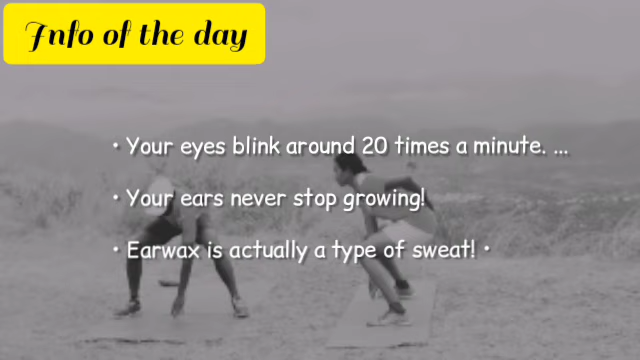 Info of the day
• Your eyes blink around 20 times a minute. ...
• Your ears never stop growing!
• Earwax is actually a type of sweat! •